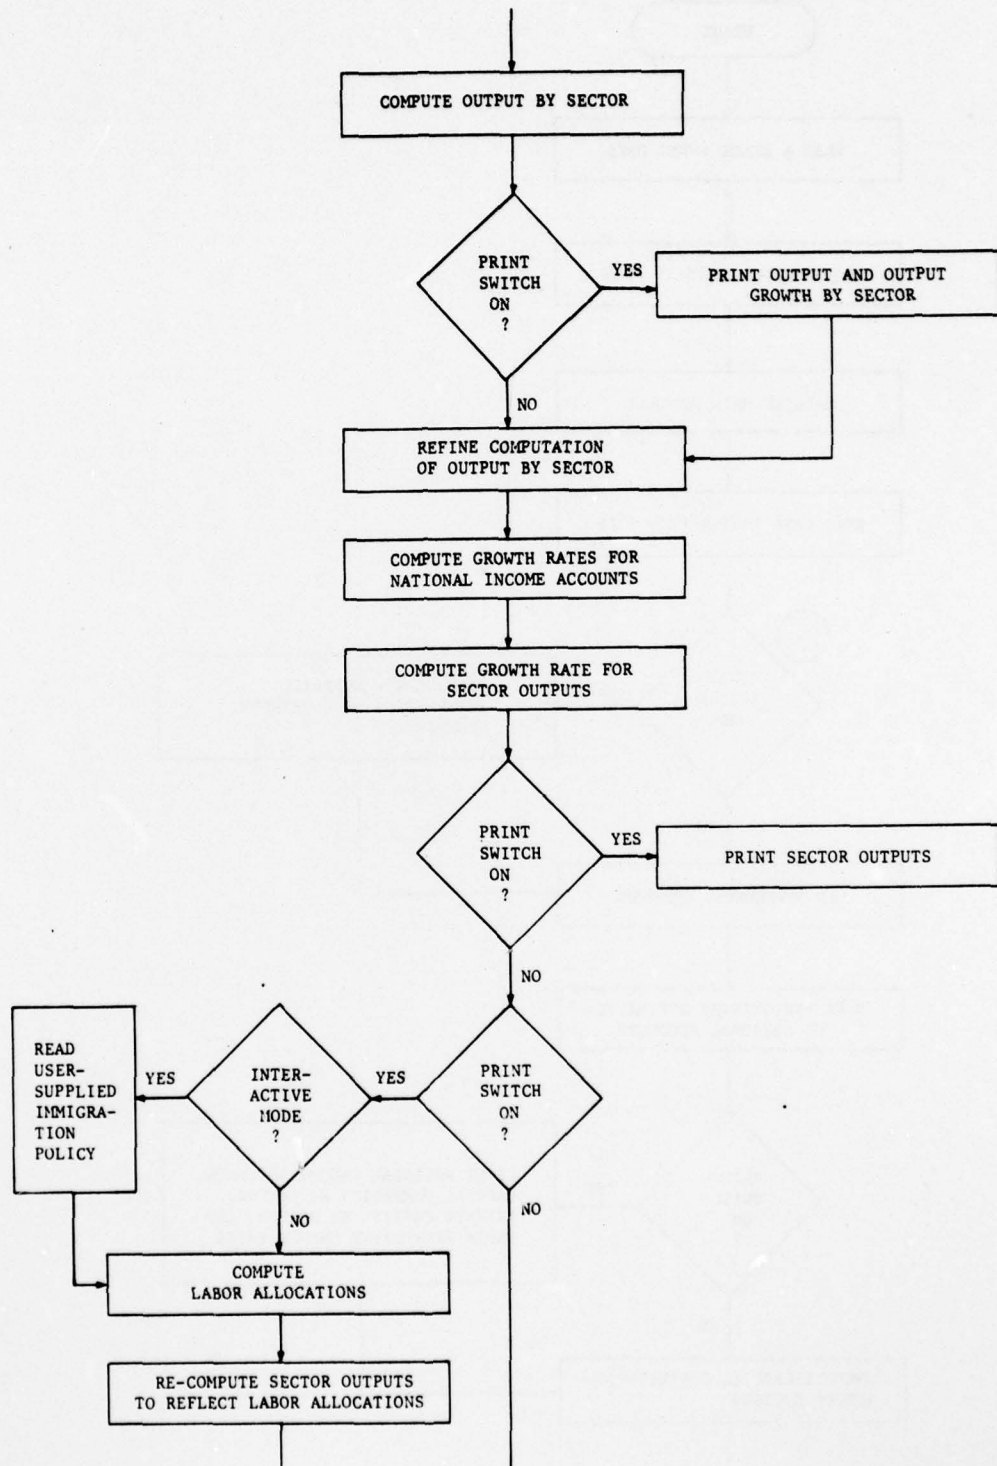 COMPUTE OUTPUT BY SECTOR
PRINT
SWITCH
ON
?
YES
PRINT OUTPUT AND OUTPUT
GROWTH BY SECTOR
NO
REFINE COMPUTATION
OF OUTPUT BY SECTOR
COMPUTE GROWTH RATES FOR
NATIONAL INCOME ACCOUNTS
COMPUTE GROWTH RATE FOR
SECTOR OUTPUTS
PRINT
SWITCH
ON
?
YES
PRINT SECTOR OUTPUTS
NO
PRINT
SWITCH
ON
?
YES
INTER-
ACTIVE
MODE
?
YES
READ
USER-
SUPPLIED
IMMIGRA-
TION
POLICY
NO
NO
COMPUTE
LABOR ALLOCATIONS
RE-COMPUTE SECTOR OUTPUTS
TO REFLECT LABOR ALLOCATIONS